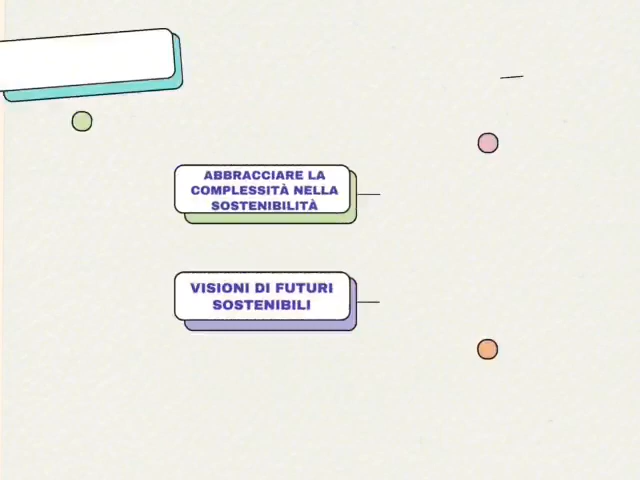 ABBRACCIARE LA
COMPLESSITÀ NELLA
SOSTENIBILITÀ
VISIONI DI FUTURI
SOSTENIBILI